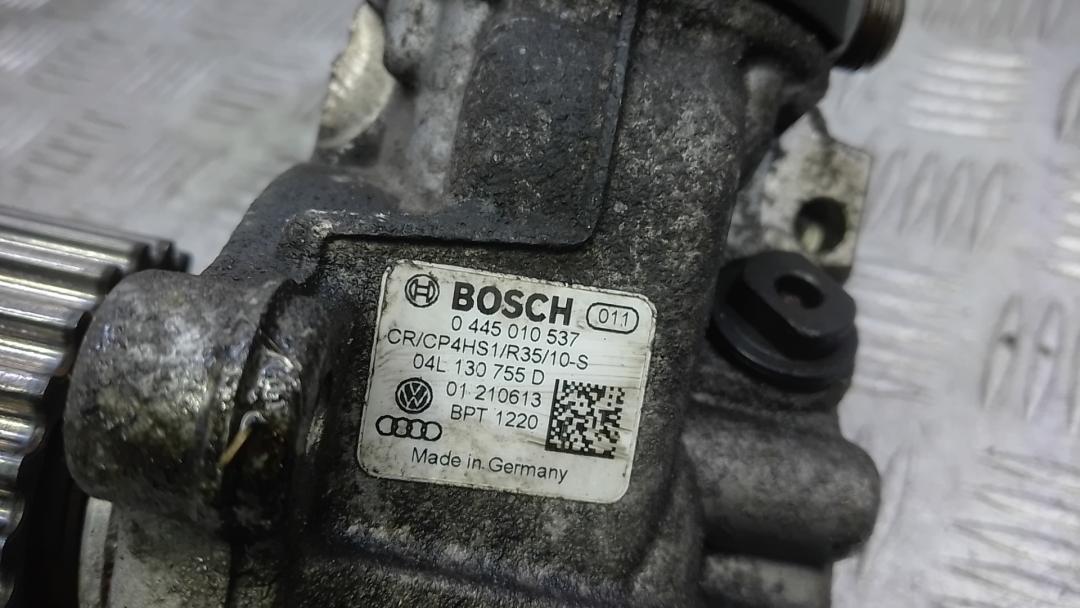 BOSCH 011
0 445 010 537
CR/CP4HS1/R35/10-S
04L 130 755 D
01 210613
BPT 1220
Made in Germany